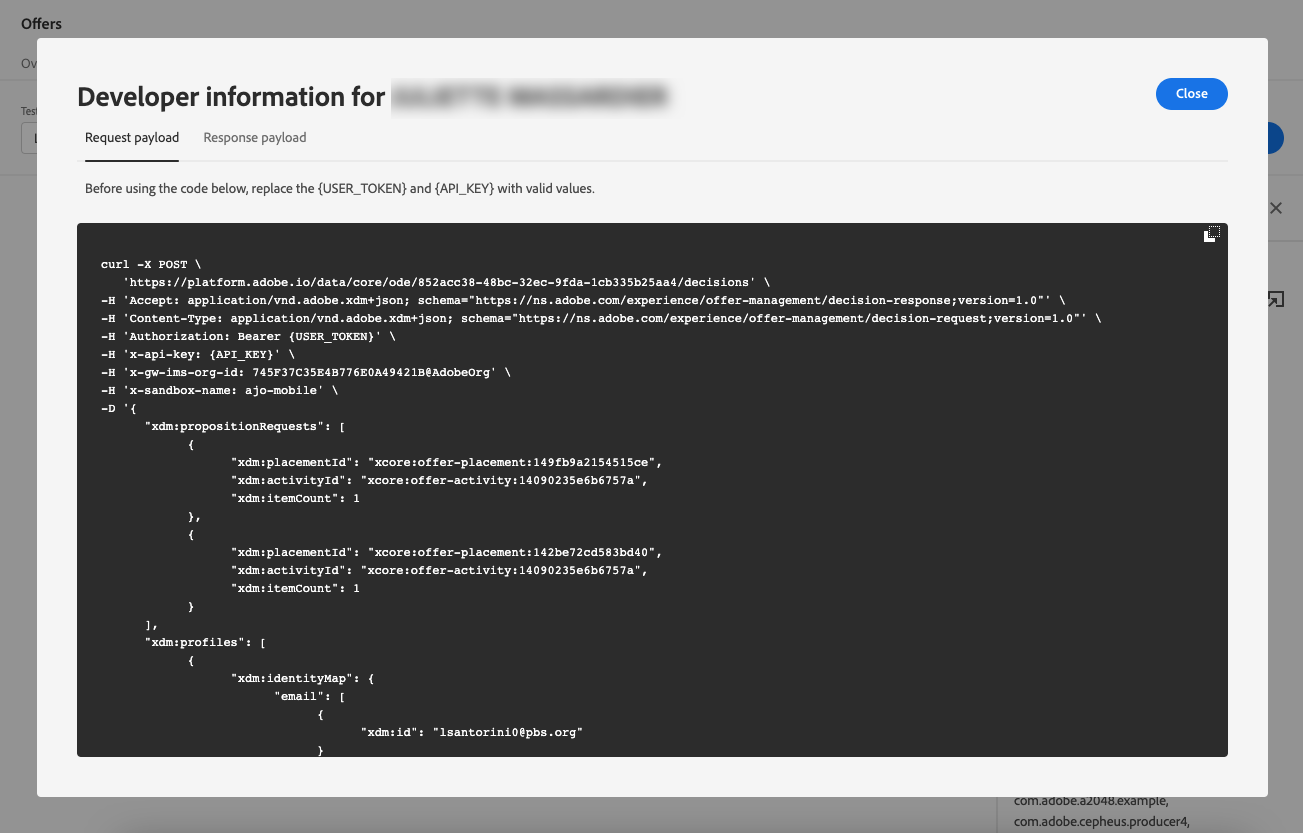 Offers
Developer information for
Close
Request payload
Response payload
Before using the code below, replace the {USER_TOKEN} and {API_KEY} with valid values.
curl -X POST \
'https://platform.adobe.io/data/core/ode/852acc38-48bc-32ec-9fda-1cb335b25aa4/decisions' \
-H 'Accept: application/vnd.adobe.xdm+json; schema="https://ns.adobe.com/experience/offer-management/decision-response;version=1.0"' \
-H 'Content-Type: application/vnd.adobe.xdm+json; schema="https://ns.adobe.com/experience/offer-management/decision-request;version=1.0"' \
-H 'Authorization: Bearer {USER_TOKEN}' \
-H 'x-api-key: {API_KEY}' \
-H 'x-gw-ims-org-id: 745F37C35E4B776E0A49421B@AdobeOrg' \
-H 'x-sandbox-name: ajo-mobile' \
-D '{
"xdm:propositionRequests": [
{
"xdm:placementId": "xcore:offer-placement:149fb9a2154515ce",
"xdm:activityId": "xcore:offer-activity:14090235e6b6757a",
"xdm:itemCount": 1
},
{
"xdm:placementId": "xcore:offer-placement:142be72cd583bd40",
"xdm:activityId": "xcore:offer-activity:14090235e6b6757a",
"xdm:itemCount": 1
}
],
"xdm:profiles": [
{
"xdm:identityMap": {
"email": [
{
"xdm:id": "lsantorini0@pbs.org"
}
com.adobe.a2048.example,
com.adobe.cepheus.producer4,